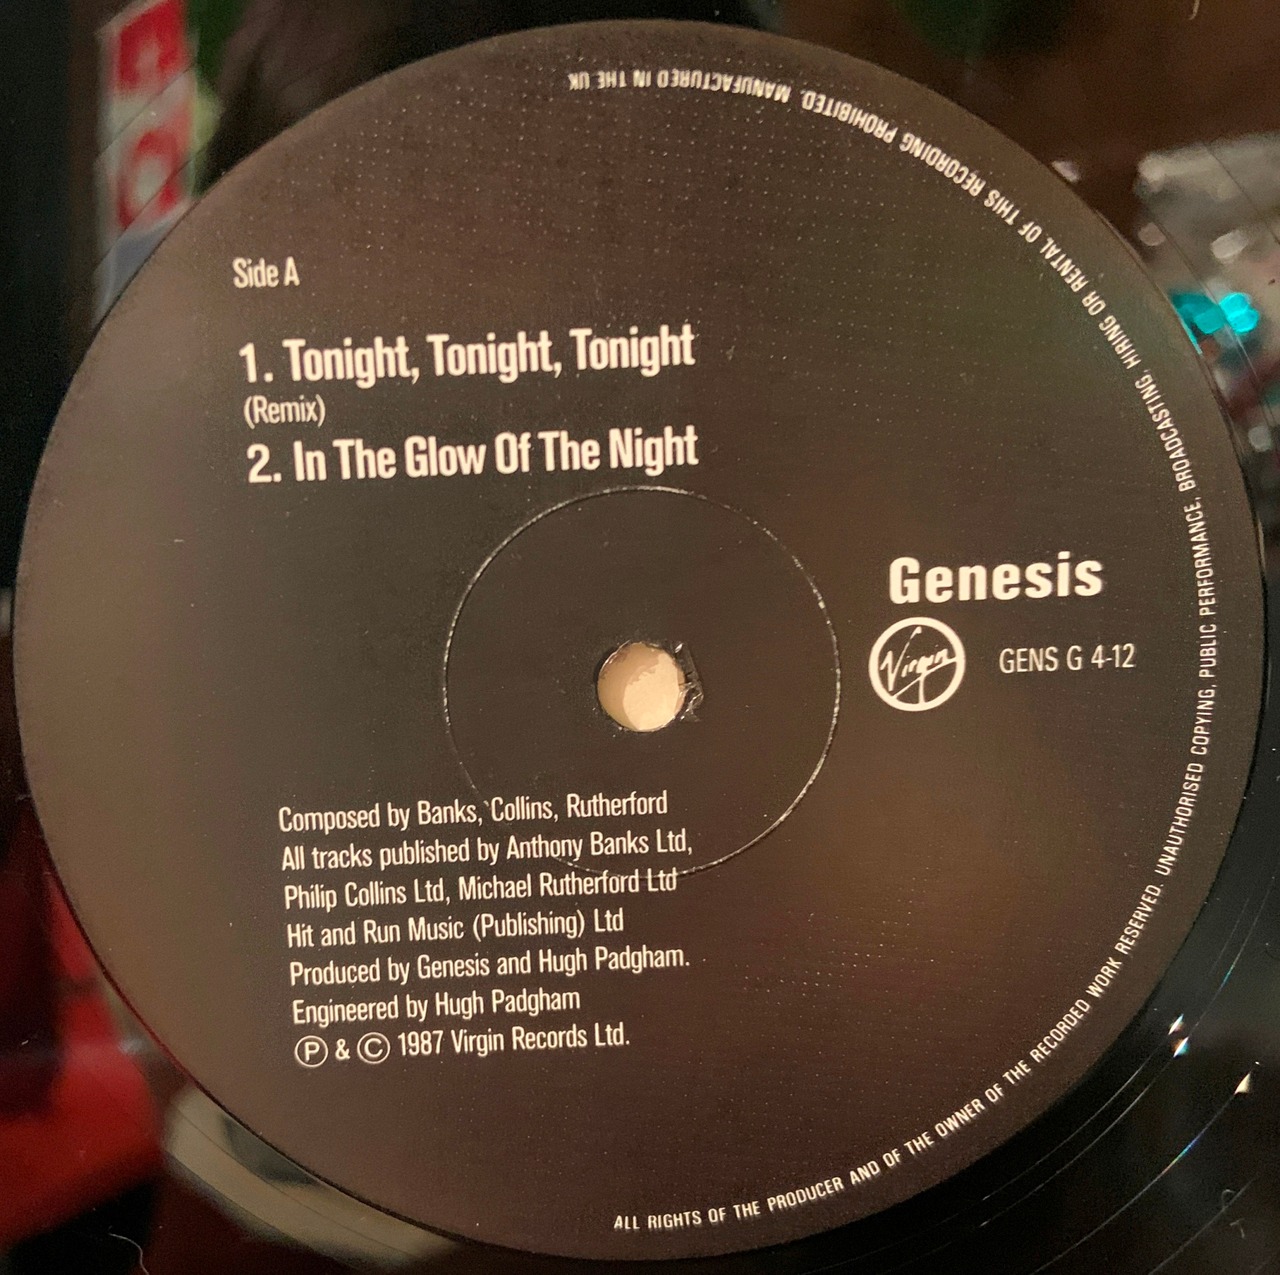 Side A
1. Tonight, Tonight, Tonight
(Remix)
2. In The Glow Of The Night
Genesis
Virgin
GENS G 4-12
Composed by Banks, Collins, Rutherford
All tracks published by Anthony Banks Ltd,
Philip Collins Ltd, Michael Rutherford Ltd
Hit and Run Music (Publishing) Ltd
Produced by Genesis and Hugh Padgham.
Engineered by Hugh Padgham
Ⓟ & Ⓒ 1987 Virgin Records Ltd.
ALL RIGHTS OF THE PRODUCER AND OF THE OWNER OF THE RECORDED WORK RESERVED. UNAUTHORISED COPYING, PUBLIC PERFORMANCE, BROADCASTING, HIRING OR RENTAL OF THIS RECORDING PROHIBITED. MANUFACTURED IN THE UK